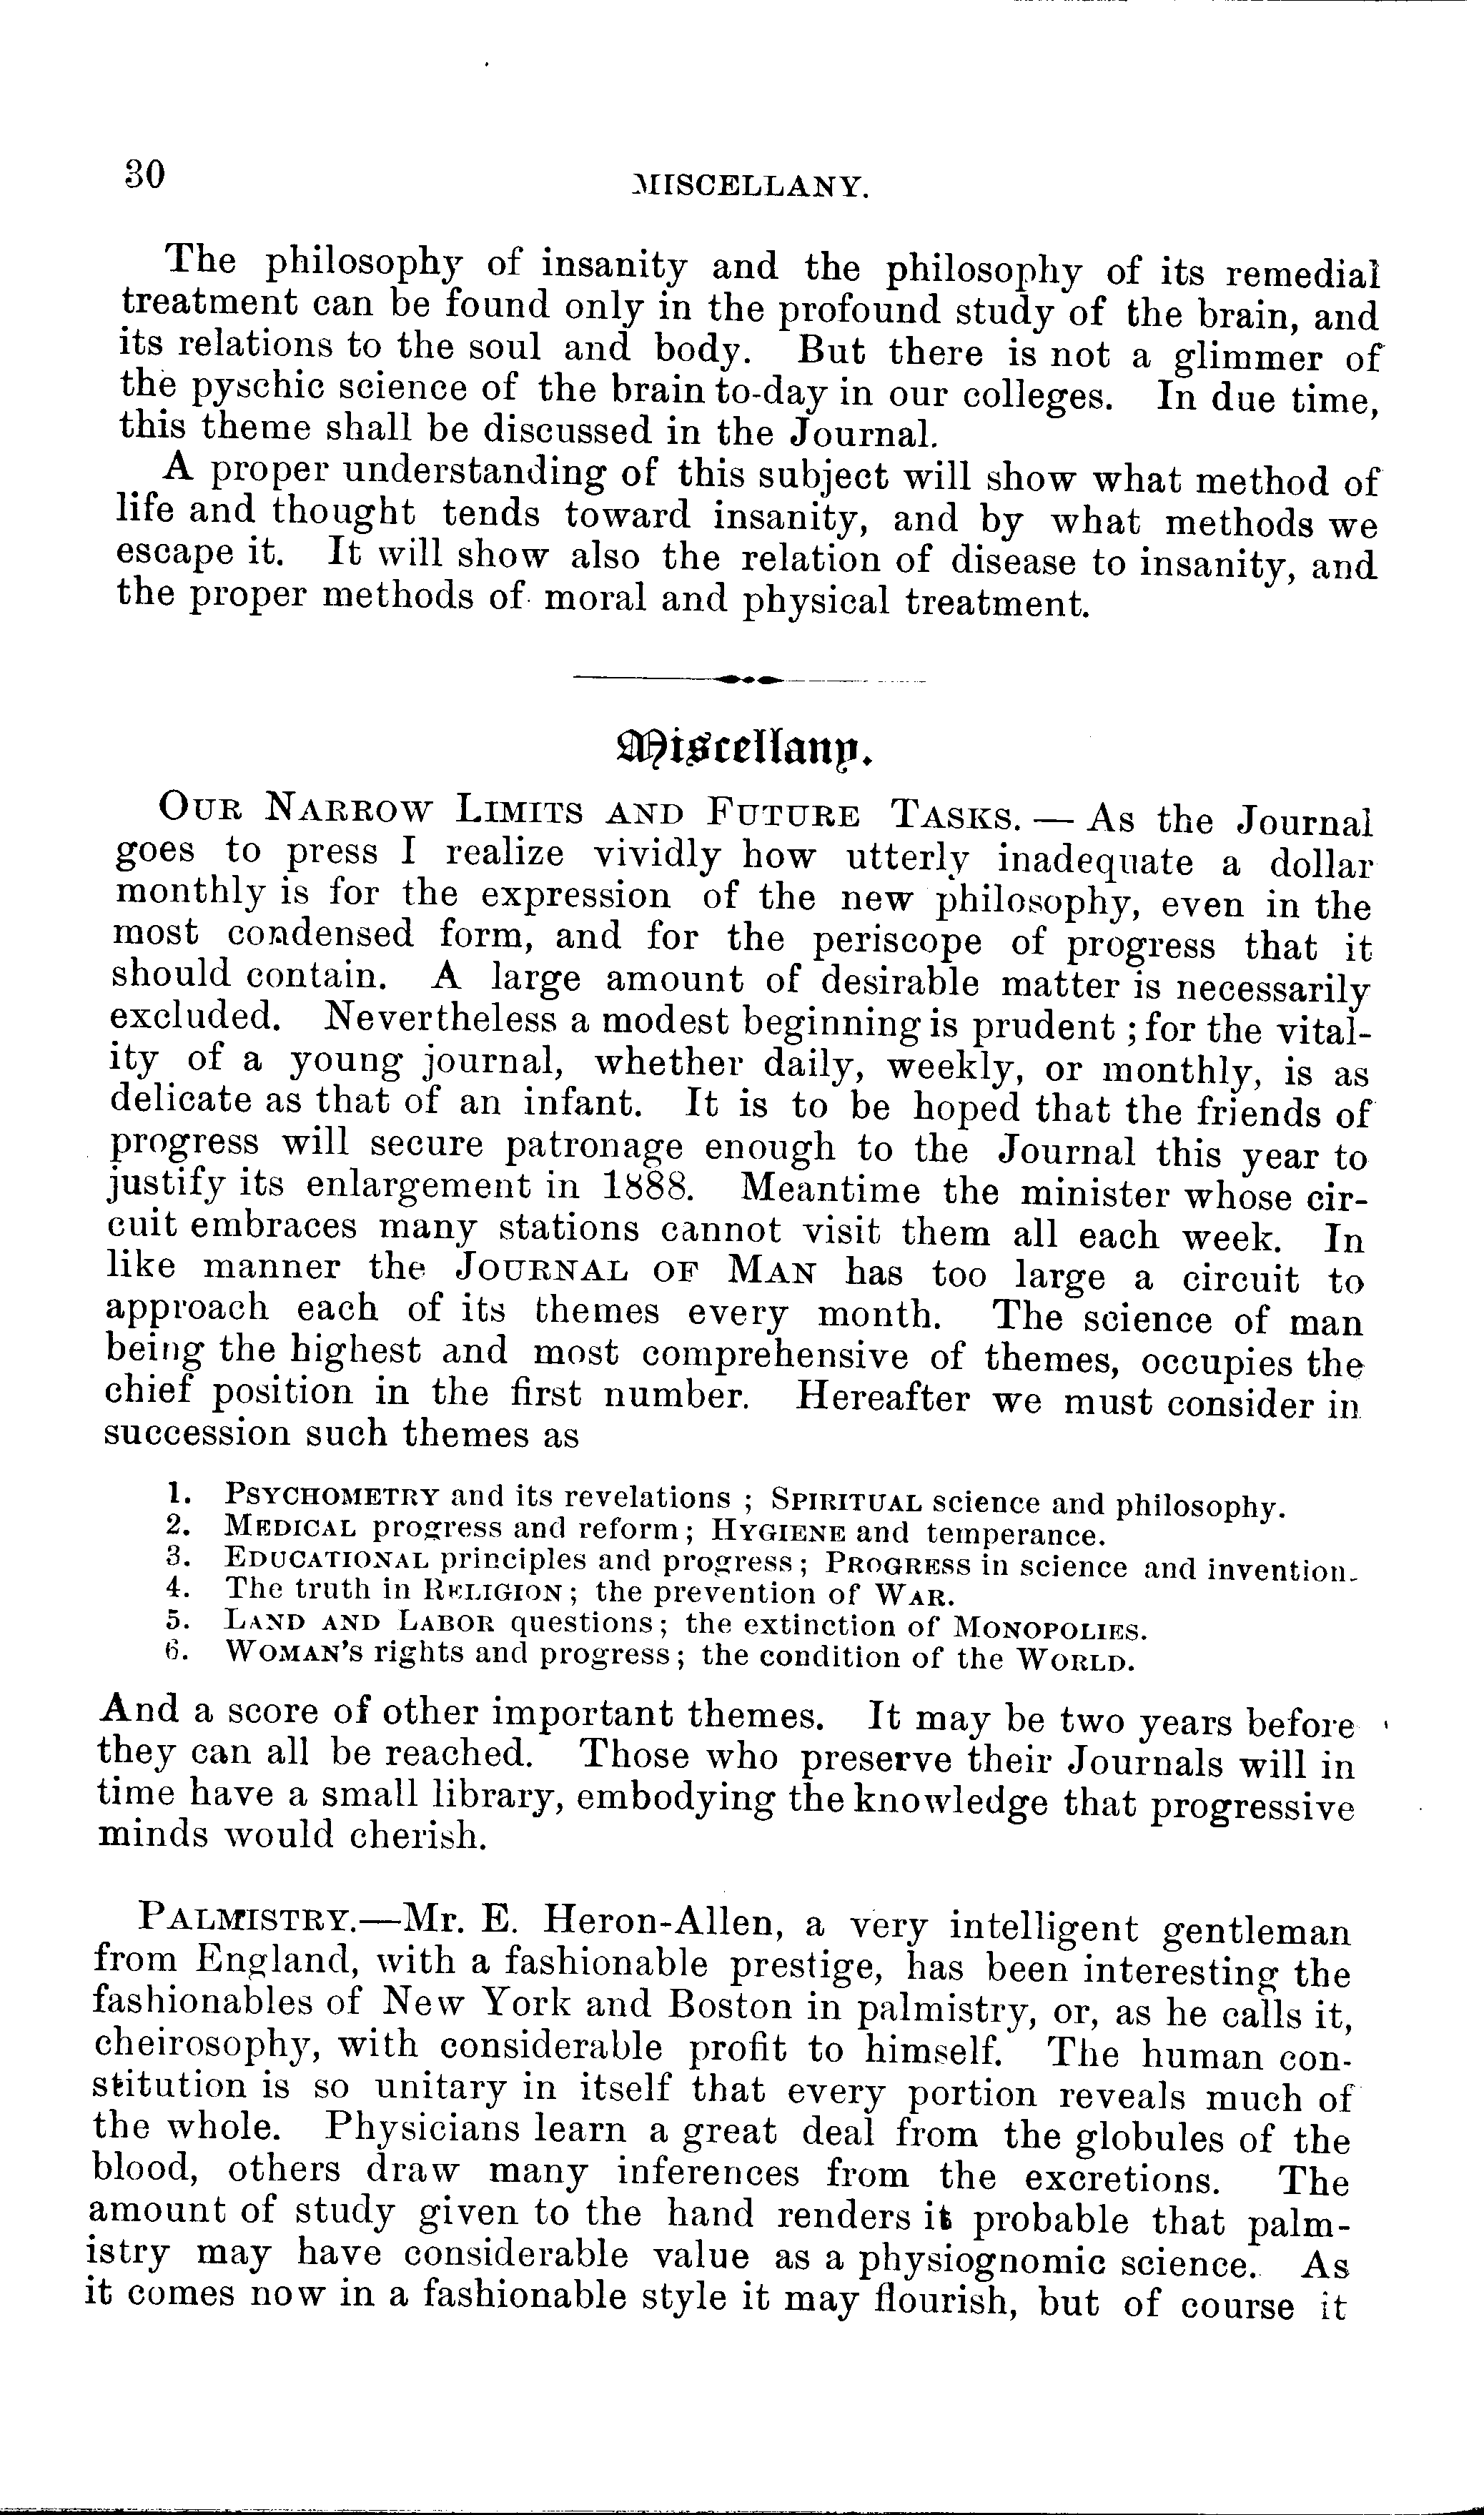 30
MISCELLANY.
The philosophy of insanity and the philosophy of its remedial
treatment can be found only in the profound study of the brain, and
its relations to the soul and body. But there is not a glimmer of
the pyschic science of the brain to-day in our colleges. In due time,
this theme shall be discussed in the Journal.
A proper understanding of this subject will show what method of
life and thought tends toward insanity, and by what methods we
escape it. It will show also the relation of disease to insanity, and
the proper methods of moral and physical treatment.
Miscellany.
OUR NARROW LIMITS AND FUTURE TASKS. — As the Journal
goes to press I realize vividly how utterly inadequate a dollar
monthly is for the expression of the new philosophy, even in the
most condensed form, and for the periscope of progress that it
should contain. A large amount of desirable matter is necessarily
excluded. Nevertheless a modest beginning is prudent ; for the vital-
ity of a young journal, whether daily, weekly, or monthly, is as
delicate as that of an infant. It is to be hoped that the friends of
progress will secure patronage enough to the Journal this year to
justify its enlargement in 1888. Meantime the minister whose cir-
cuit embraces many stations cannot visit them all each week. In
like manner the JOURNAL OF MAN has too large a circuit to
approach each of its themes every month. The science of man
being the highest and most comprehensive of themes, occupies the
chief position in the first number. Hereafter we must consider in
succession such themes as
1. PSYCHOMETRY and its revelations ; SPIRITUAL science and philosophy.
2. MEDICAL progress and reform; HYGIENE and temperance.
3. EDUCATIONAL principles and progress; PROGRESS in science and invention.
4. The truth in RELIGION; the prevention of WAR.
5. LAND AND LABOR questions; the extinction of MONOPOLIES.
6. WOMAN'S rights and progress; the condition of the WORLD.
And a score of other important themes. It may be two years before
they can all be reached. Those who preserve their Journals will in
time have a small library, embodying the knowledge that progressive
minds would cherish.
PALMISTRY.—Mr. E. Heron-Allen, a very intelligent gentleman
from England, with a fashionable prestige, has been interesting the
fashionables of New York and Boston in palmistry, or, as he calls it,
cheirosophy, with considerable profit to himself. The human con-
stitution is so unitary in itself that every portion reveals much of
the whole. Physicians learn a great deal from the globules of the
blood, others draw many inferences from the excretions. The
amount of study given to the hand renders it probable that palm-
istry may have considerable value as a physiognomic science. As
it comes now in a fashionable style it may flourish, but of course it